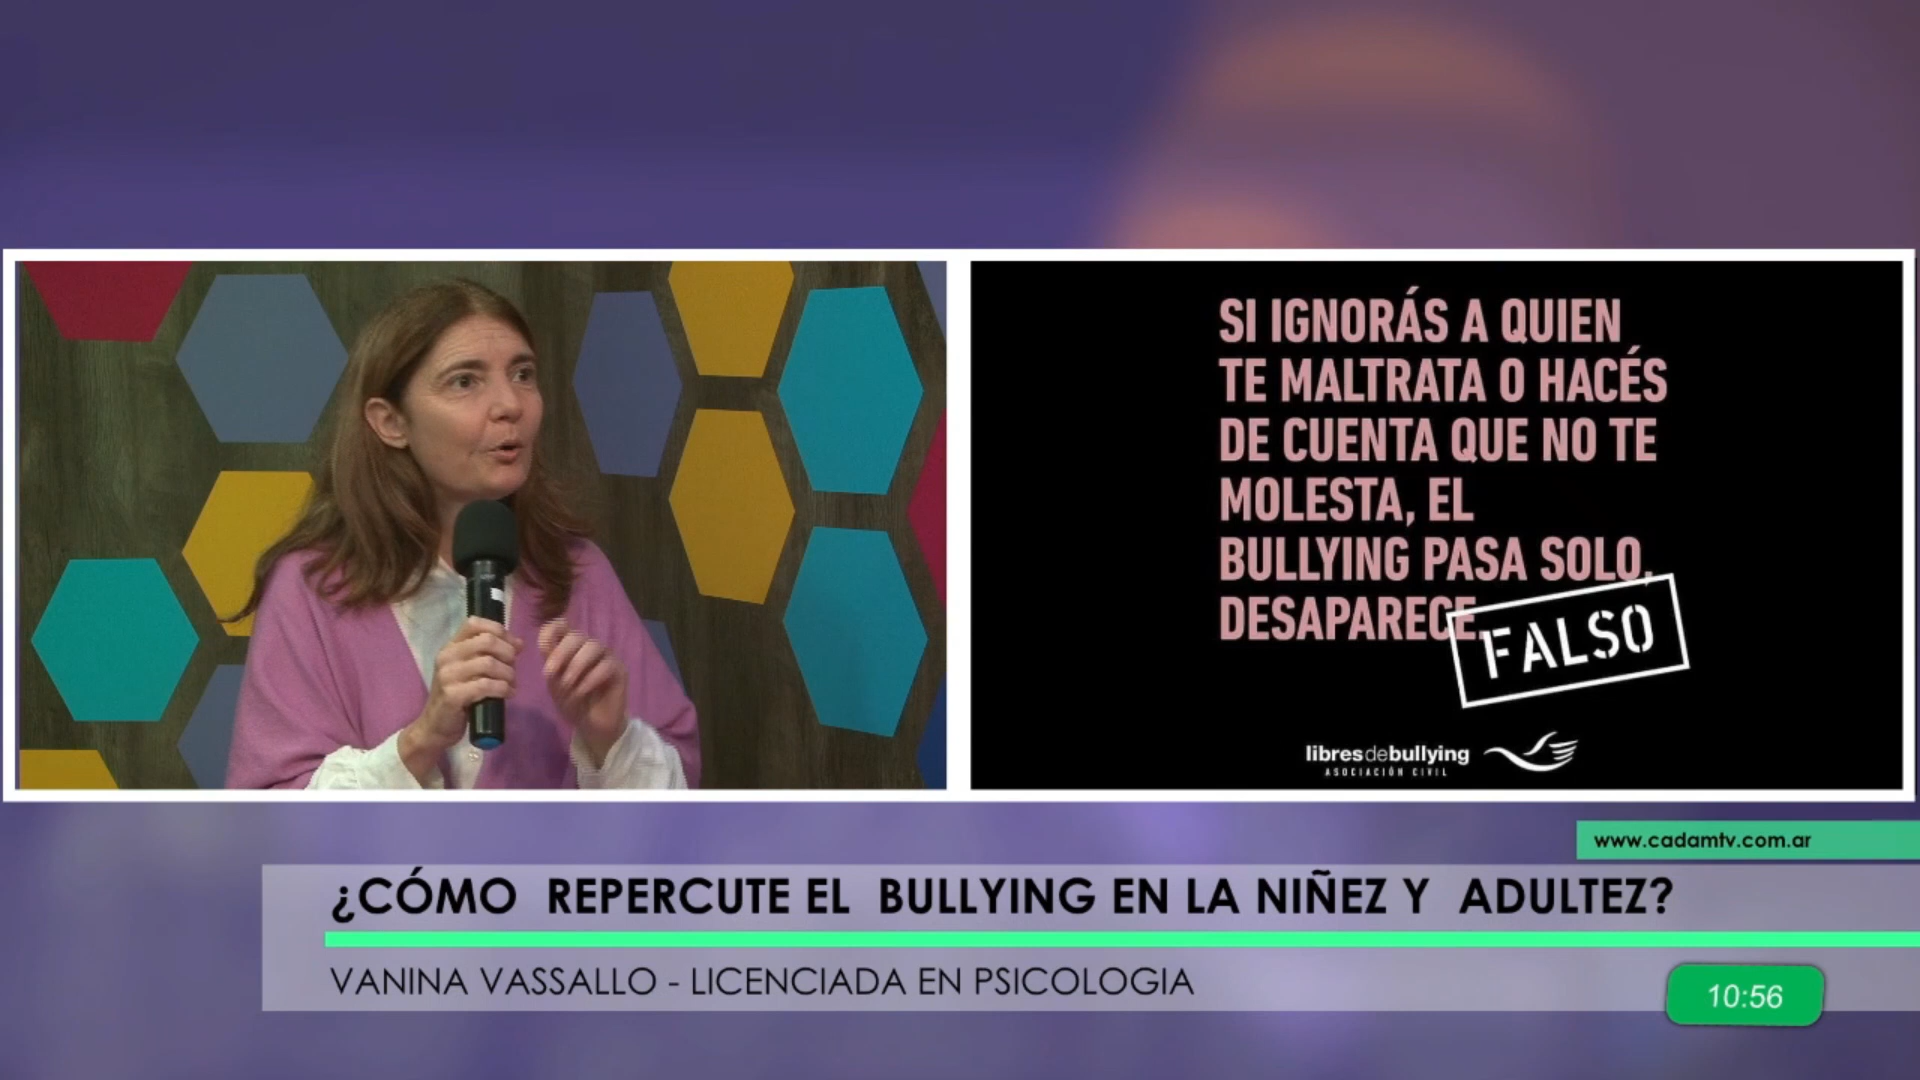 SI IGNORÁS A QUIEN
TE MALTRATA O HACÉS
DE CUENTA QUE NO TE
MOLESTA, EL
BULLYING PASA SOLO,
DESAPARECE.
FALSO
libresdebullying
ASOCIACIÓN CIVIL
www.cadamtv.com.ar
¿CÓMO REPERCUTE EL BULLYING EN LA NIÑEZ Y ADULTEZ?
VANINA VASSALLO - LICENCIADA EN PSICOLOGIA
10:56